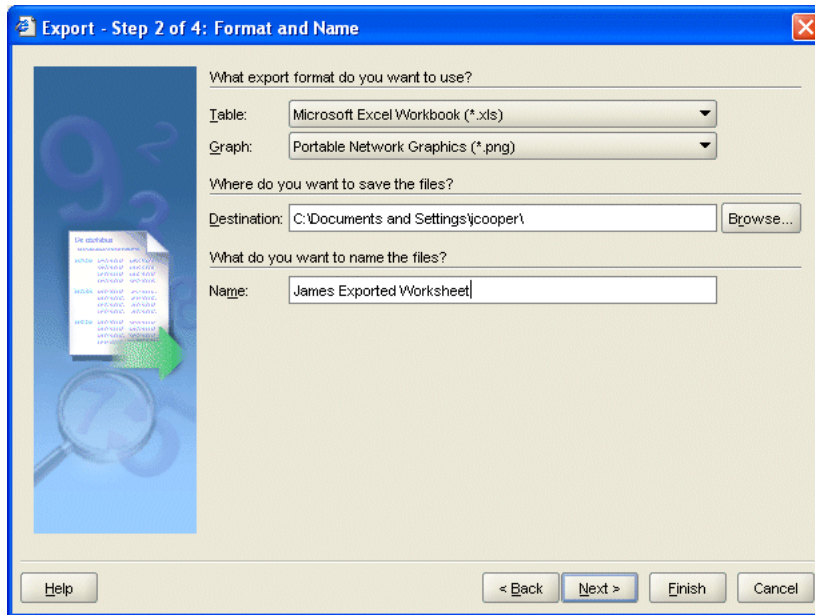 Export - Step 2 of 4: Format and Name
What export format do you want to use?
Table: Microsoft Excel Workbook (*.xls)
Graph: Portable Network Graphics (*.png)
Where do you want to save the files?
Destination: C:\Documents and Settings\jcooper\ Browse...
What do you want to name the files?
Name: James Exported Worksheet
Help < Back Next > Finish Cancel